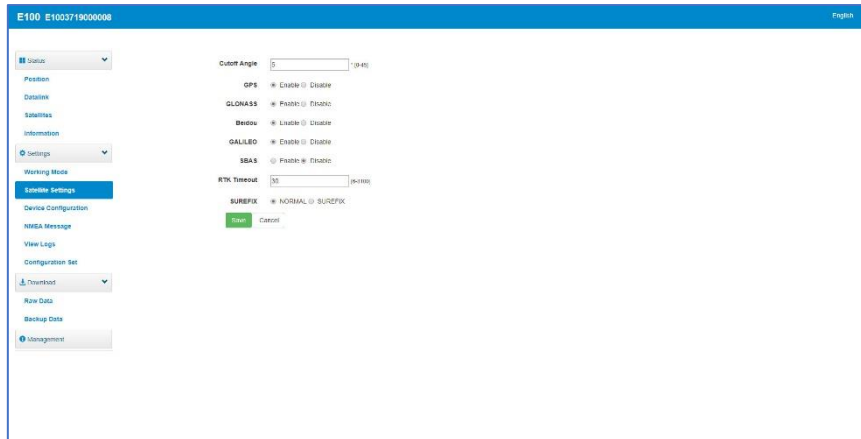 E100 E1003719000008
English
Status
Position
Datalink
Satellites
Information
Settings
Working Mode
Satellite Settings
Device Configuration
NMEA Message
View Logs
Configuration Set
Download
Raw Data
Backup Data
Management
Cutoff Angle 5 * [0-45]
GPS Enable Disable
GLONASS Enable Disable
Beidou Enable Disable
GALILEO Enable Disable
SBAS Enable Disable
RTK Timeout 30
SUREFIX NORMAL SUREFIX
Save Cancel